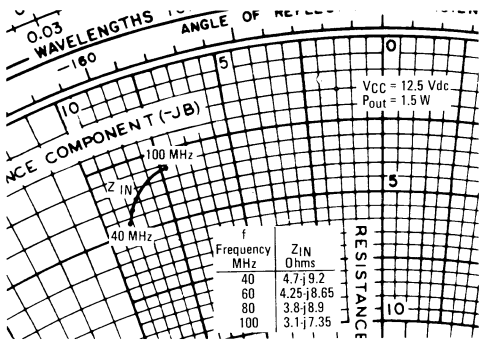 0.03
WAVELENGTHS
ANGLE OF
-160
0
5
10
VCC = 12.5 Vdc
Pout = 1.5 W
COMPONENT (-JB)
100 MHz
Z IN
5
40 MHz
f
Frequency
MHz
ZIN
Ohms
40 4.7-j9.2
60 4.25-j8.65
80 3.8-j8.9
100 3.1-j7.35
RESISTANCE
10